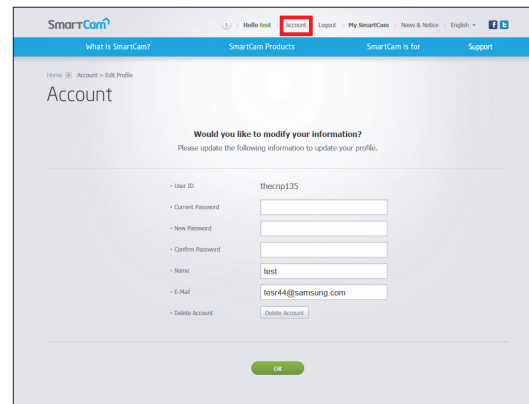 SmartCam
1 Hello test Account Logout My SmartCam News & Notice English
What is SmartCam? SmartCam Products SmartCam is for Support
Home Account > Edit Profile
Account
Would you like to modify your information?
Please update the following information to update your profile.
• User ID thecnp135
• Current Password
• New Password
• Confirm Password
• Name test
• E-Mail tesr44@samsung.com
• Delete Account Delete Account
OK